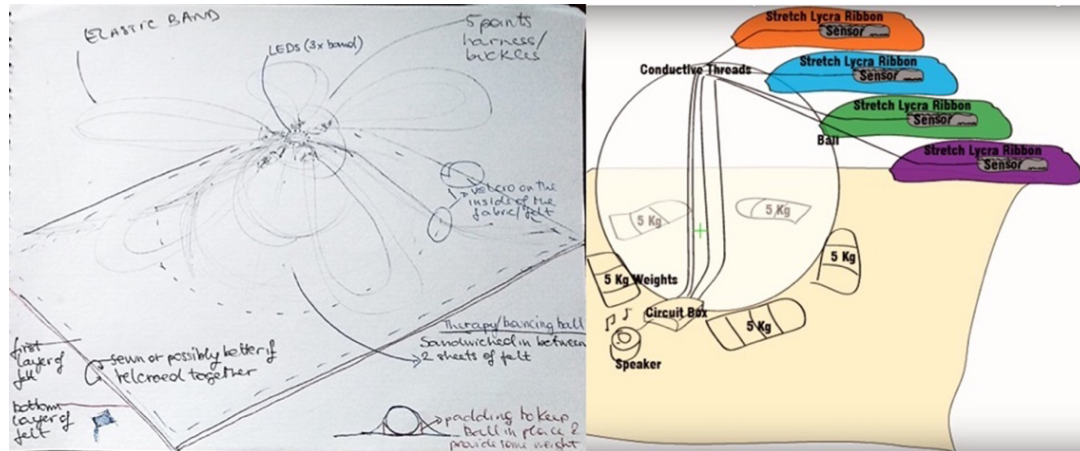 ELASTIC BAND
5 points
harness/
buckles
LEDs (3x band)
velcro on the
inside of the
fabric/felt
Therapy/bouncing ball
Sandwiched in between
2 sheets of felt
first
layer of
felt
sewn or possibly better if
velcroed together
bottom
layer of
felt
padding to keep
Ball in place &
provide some weight
Stretch Lycra Ribbon
Sensor
Conductive Threads
Stretch Lycra Ribbon
Sensor
Stretch Lycra Ribbon
Sensor
Ball
Stretch Lycra Ribbon
Sensor
5 Kg
5 Kg
5 Kg
5 Kg Weights
Circuit Box
5 Kg
Speaker